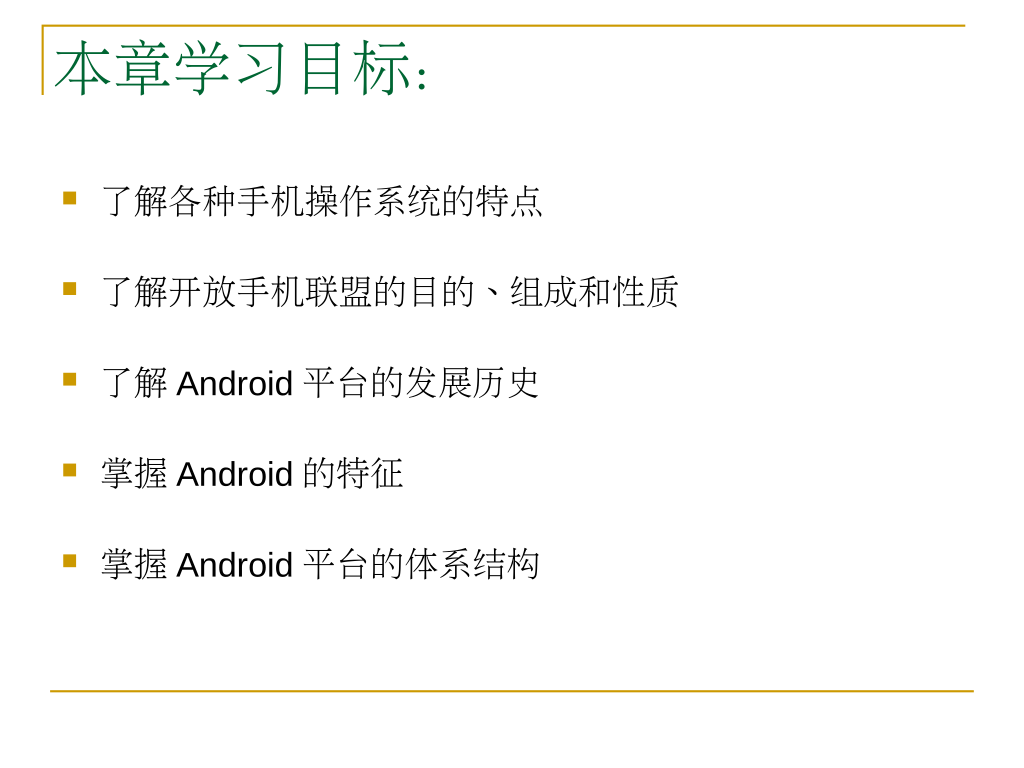 本章学习目标:
了解各种手机操作系统的特点
了解开放手机联盟的目的、组成和性质
了解 Android 平台的发展历史
掌握 Android 的特征
掌握 Android 平台的体系结构